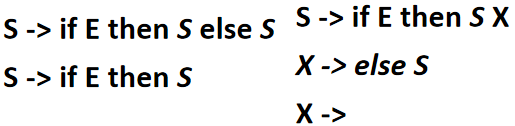 S -> if E then S else S
S -> if E then S
S -> if E then S X
X -> else S
X ->